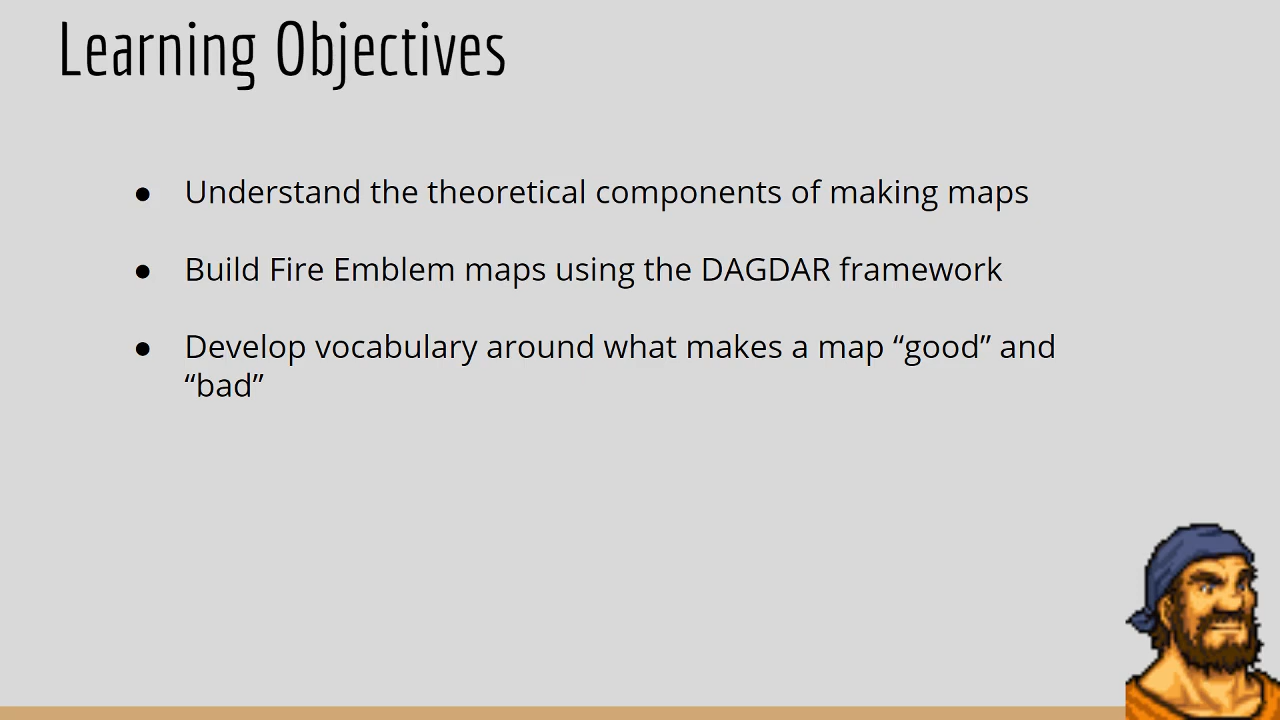 Learning Objectives
● Understand the theoretical components of making maps
● Build Fire Emblem maps using the DAGDAR framework
● Develop vocabulary around what makes a map “good” and
“bad”